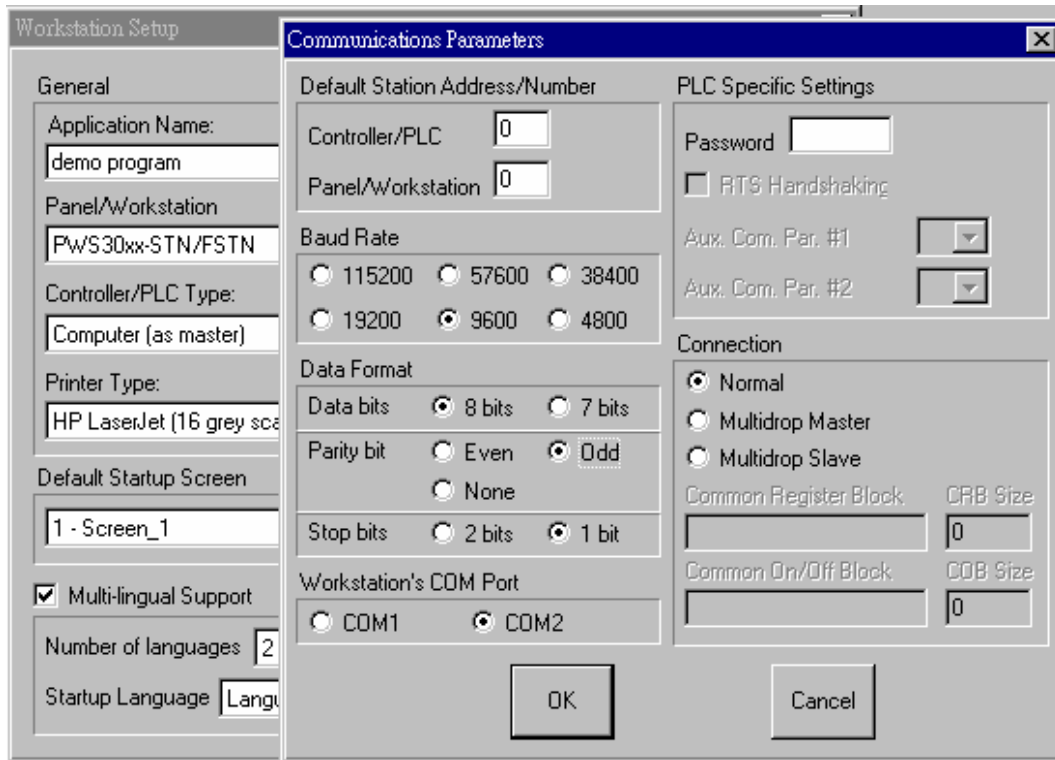 Workstation Setup
General
Application Name:
demo program
Panel/Workstation
PWS30xx-STN/FSTN
Controller/PLC Type:
Computer (as master)
Printer Type:
HP LaserJet (16 grey
Default Startup Screen
1 - Screen_1
Multi-lingual Support
Number of languages 2
Startup Language
Communications Parameters
Default Station Address/Number
Controller/PLC 0
Panel/Workstation 0
Baud Rate
115200 57600 38400
19200 9600 4800
Data Format
Data bits 8 bits 7 bits
Parity bit Even Odd
None
Stop bits 2 bits 1 bit
Workstation's COM Port
COM1 COM2
PLC Specific Settings
Password
RTS Handshaking
Aux. Com. Par. #1
Aux. Com. Par. #2
Connection
Normal
Multidrop Master
Multidrop Slave
Common Register Block CRB Size
0
Common On/Off Block COB Size
0
OK Cancel